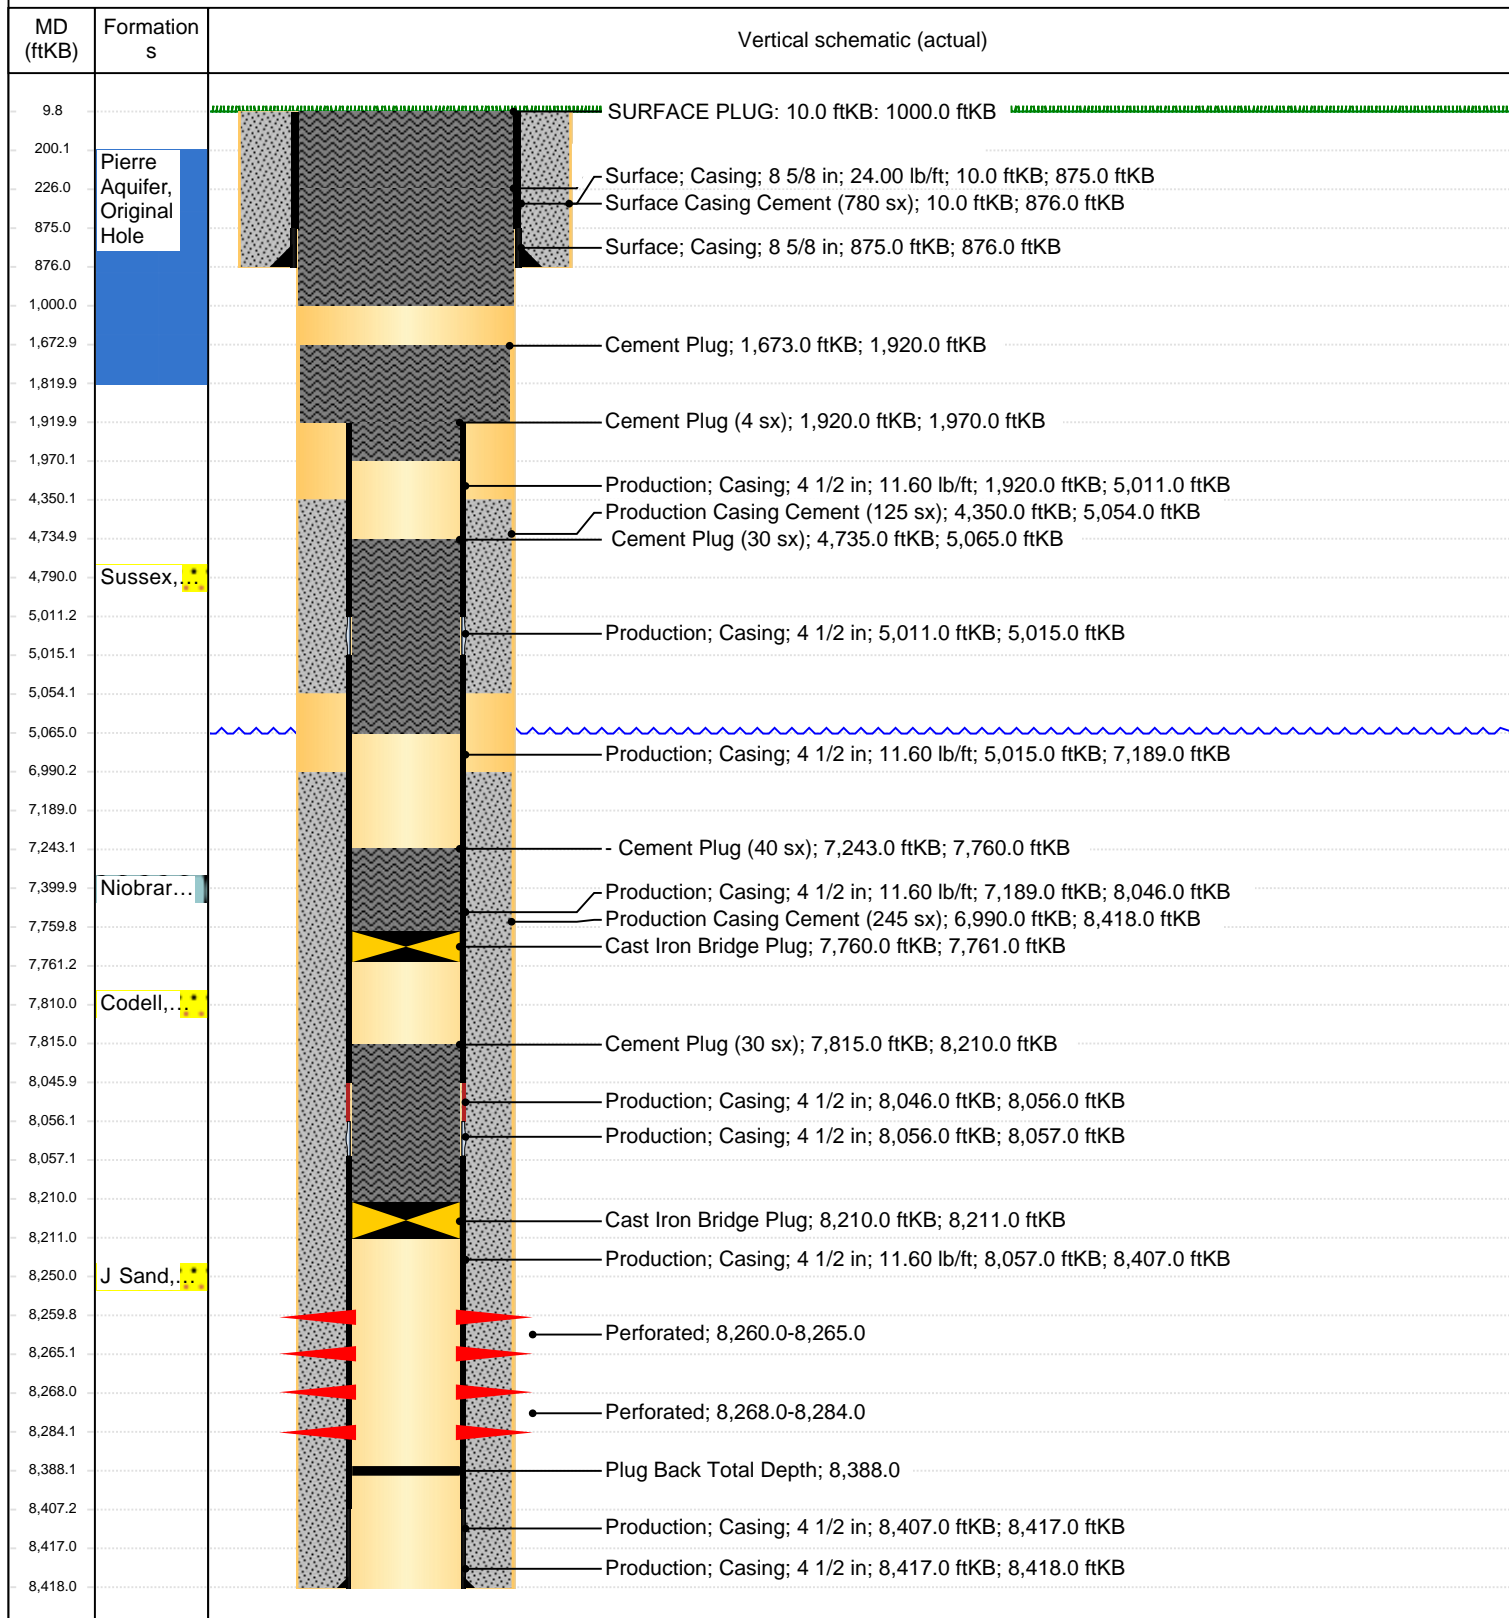 MD
(ftKB)
Formation
s
Vertical schematic (actual)
9.8
SURFACE PLUG: 10.0 ftKB: 1000.0 ftKB
200.1
Pierre
Aquifer,
Original
Hole
Surface; Casing; 8 5/8 in; 24.00 lb/ft; 10.0 ftKB; 875.0 ftKB
226.0
Surface Casing Cement (780 sx); 10.0 ftKB; 876.0 ftKB
875.0
Surface; Casing; 8 5/8 in; 875.0 ftKB; 876.0 ftKB
876.0
1,000.0
1,672.9
Cement Plug; 1,673.0 ftKB; 1,920.0 ftKB
1,819.9
1,919.9
Cement Plug (4 sx); 1,920.0 ftKB; 1,970.0 ftKB
1,970.1
Production; Casing; 4 1/2 in; 11.60 lb/ft; 1,920.0 ftKB; 5,011.0 ftKB
4,350.1
Production Casing Cement (125 sx); 4,350.0 ftKB; 5,054.0 ftKB
4,734.9
Cement Plug (30 sx); 4,735.0 ftKB; 5,065.0 ftKB
4,790.0
Sussex,...
5,011.2
Production; Casing; 4 1/2 in; 5,011.0 ftKB; 5,015.0 ftKB
5,015.1
5,054.1
5,065.0
Production; Casing; 4 1/2 in; 11.60 lb/ft; 5,015.0 ftKB; 7,189.0 ftKB
6,990.2
7,189.0
7,243.1
- Cement Plug (40 sx); 7,243.0 ftKB; 7,760.0 ftKB
7,399.9
Niobrar...
Production; Casing; 4 1/2 in; 11.60 lb/ft; 7,189.0 ftKB; 8,046.0 ftKB
Production Casing Cement (245 sx); 6,990.0 ftKB; 8,418.0 ftKB
7,759.8
Cast Iron Bridge Plug; 7,760.0 ftKB; 7,761.0 ftKB
7,761.2
7,810.0
Codell,...
7,815.0
Cement Plug (30 sx); 7,815.0 ftKB; 8,210.0 ftKB
8,045.9
Production; Casing; 4 1/2 in; 8,046.0 ftKB; 8,056.0 ftKB
8,056.1
Production; Casing; 4 1/2 in; 8,056.0 ftKB; 8,057.0 ftKB
8,057.1
8,210.0
Cast Iron Bridge Plug; 8,210.0 ftKB; 8,211.0 ftKB
8,211.0
Production; Casing; 4 1/2 in; 11.60 lb/ft; 8,057.0 ftKB; 8,407.0 ftKB
8,250.0
J Sand,...
8,259.8
Perforated; 8,260.0-8,265.0
8,265.1
8,268.0
Perforated; 8,268.0-8,284.0
8,284.1
8,388.1
Plug Back Total Depth; 8,388.0
8,407.2
Production; Casing; 4 1/2 in; 8,407.0 ftKB; 8,417.0 ftKB
8,417.0
Production; Casing; 4 1/2 in; 8,417.0 ftKB; 8,418.0 ftKB
8,418.0